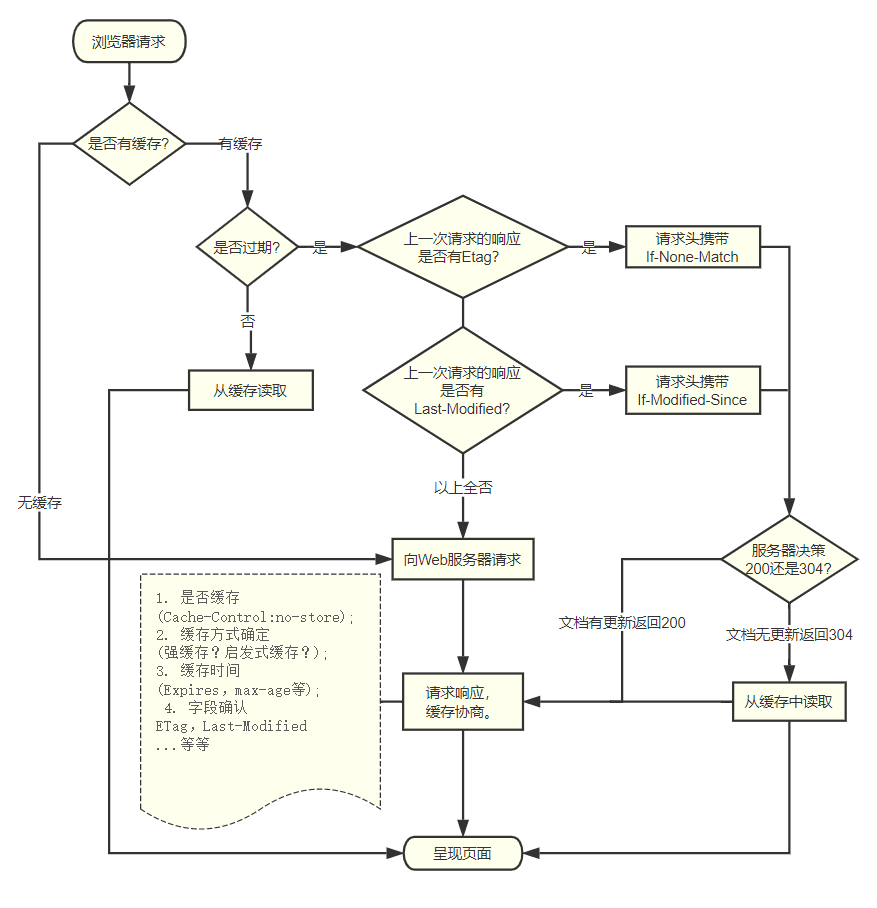 浏览器请求
是否有缓存?
有缓存
是否过期?
是
上一次请求的响应
是否有Etag?
是
请求头携带
If-None-Match
否
从缓存读取
上一次请求的响应
是否有
Last-Modified?
是
请求头携带
If-Modified-Since
无缓存
以上全否
向Web服务器请求
服务器决策
200还是304?
文档有更新返回200
文档无更新返回304
1. 是否缓存
(Cache-Control:no-store);
2. 缓存方式确定
(强缓存？启发式缓存？);
3. 缓存时间
(Expires，max-age等);
4. 字段确认
ETag，Last-Modified
...等等
请求响应，
缓存协商。
从缓存中读取
呈现页面